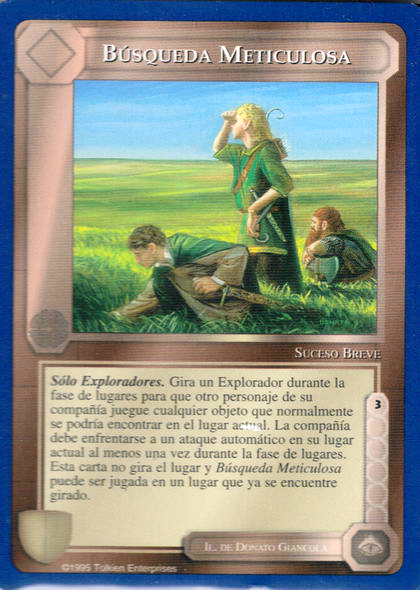 BÚSQUEDA METICULOSA
DONATO
SUCESO BREVE
Sólo Exploradores. Gira un Explorador durante la
fase de lugares para que otro personaje de su
compañía juegue cualquier objeto que normalmente
se podría encontrar en el lugar actual. La compañía
debe enfrentarse a un ataque automático en su lugar
actual al menos una vez durante la fase de lugares.
Esta carta no gira el lugar y Búsqueda Meticulosa
puede ser jugada en un lugar que ya se encuentre
girado.
3
IL. DE DONATO GIANCOLA
©1995 Tolkien Enterprises